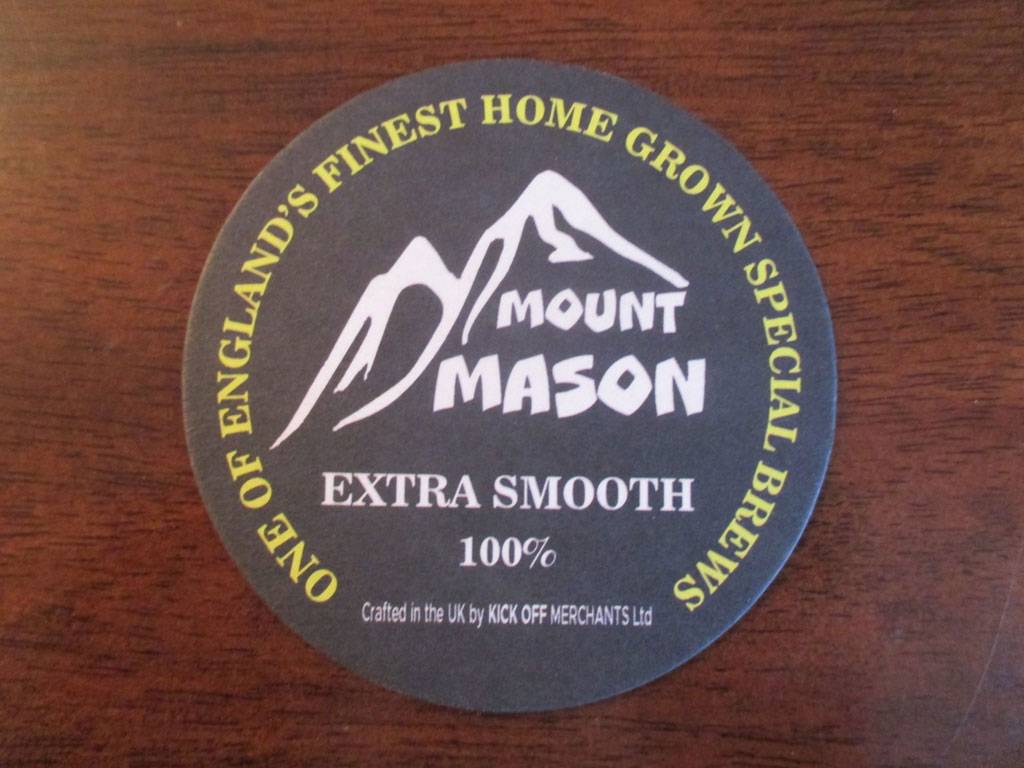 ONE OF ENGLAND'S FINEST HOME GROWN SPECIAL BREWS
MOUNT
MASON
EXTRA SMOOTH
100%
Crafted in the UK by KICK OFF MERCHANTS Ltd